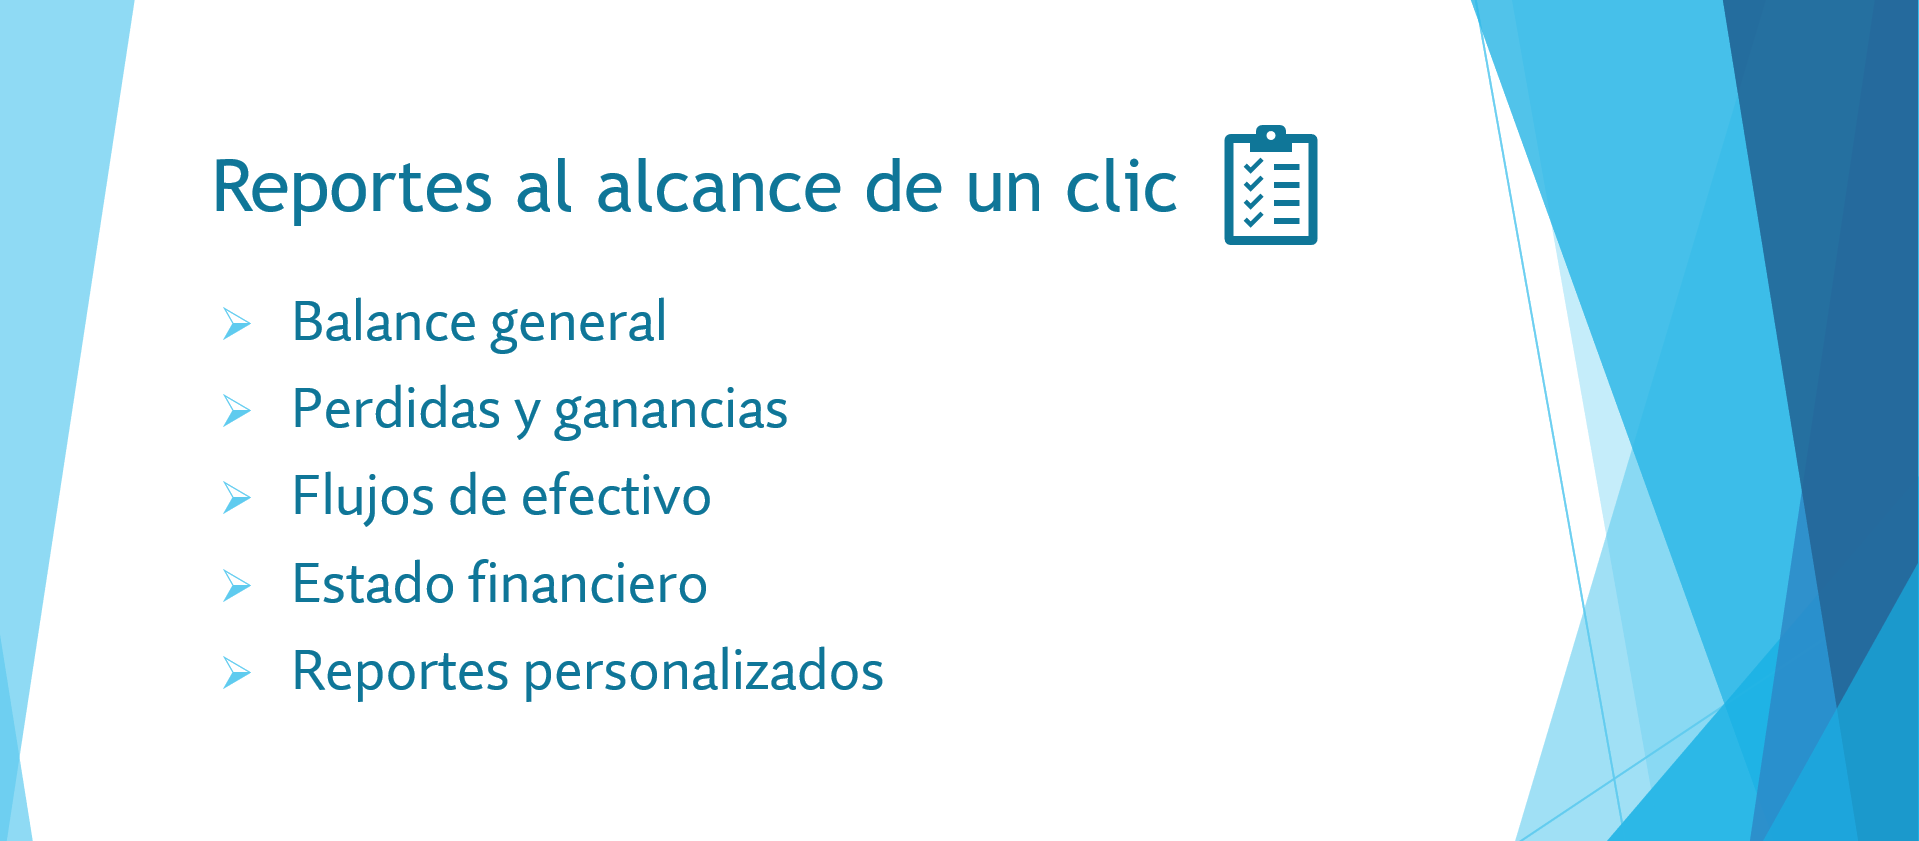 Reportes al alcance de un clic
Balance general
Perdidas y ganancias
Flujos de efectivo
Estado financiero
Reportes personalizados